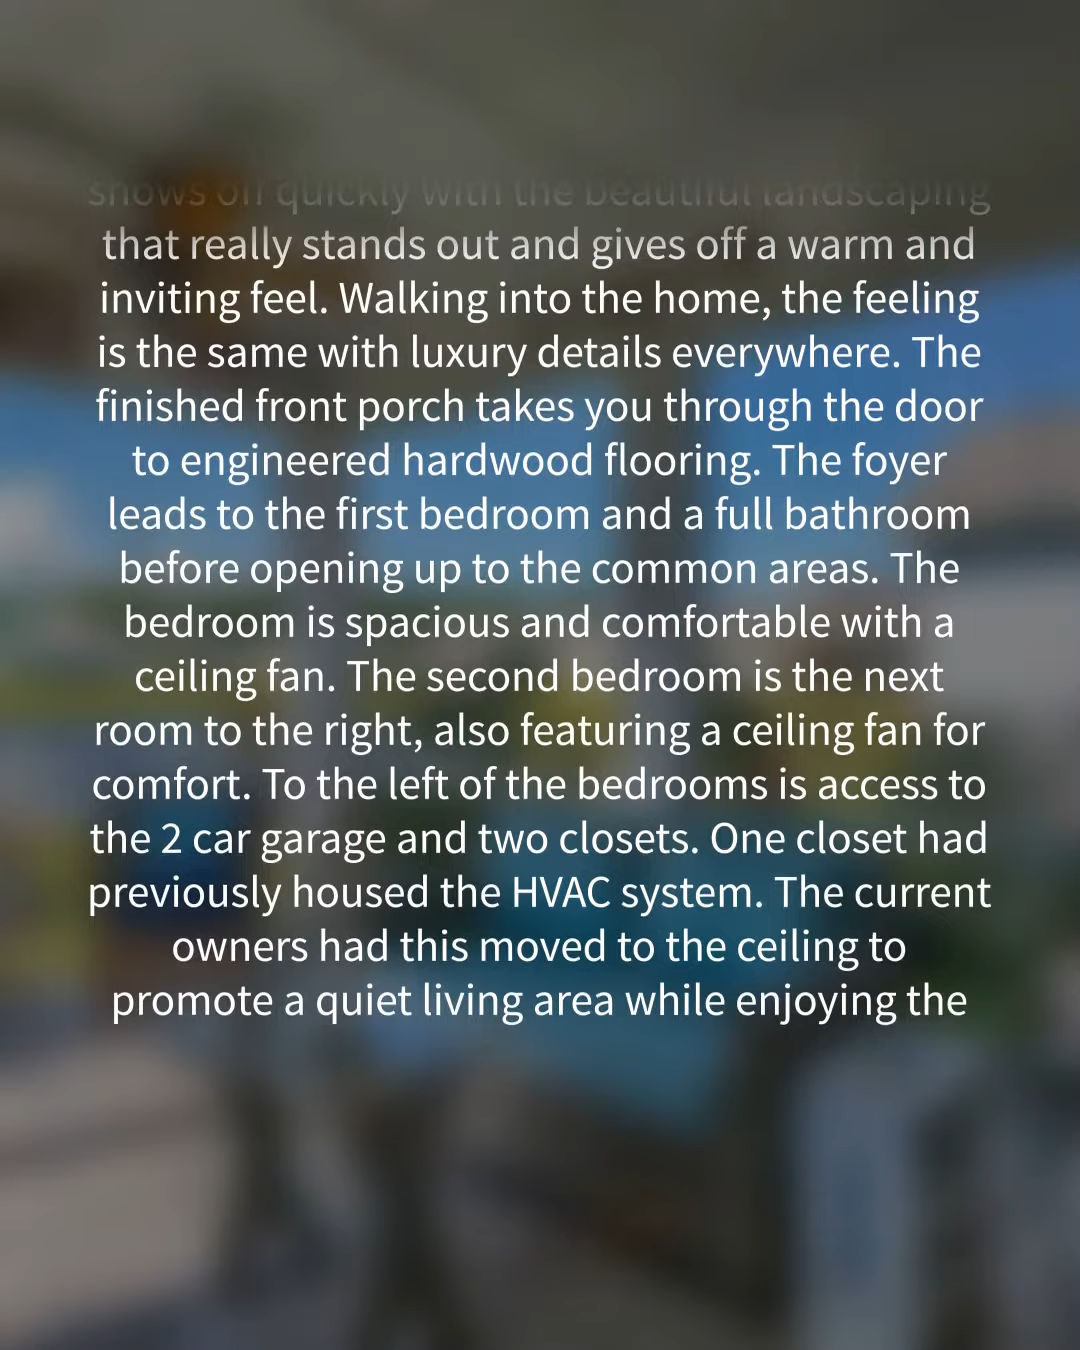 shows off quickly with the beautiful landscaping
that really stands out and gives off a warm and
inviting feel. Walking into the home, the feeling
is the same with luxury details everywhere. The
finished front porch takes you through the door
to engineered hardwood flooring. The foyer
leads to the first bedroom and a full bathroom
before opening up to the common areas. The
bedroom is spacious and comfortable with a
ceiling fan. The second bedroom is the next
room to the right, also featuring a ceiling fan for
comfort. To the left of the bedrooms is access to
the 2 car garage and two closets. One closet had
previously housed the HVAC system. The current
owners had this moved to the ceiling to
promote a quiet living area while enjoying the